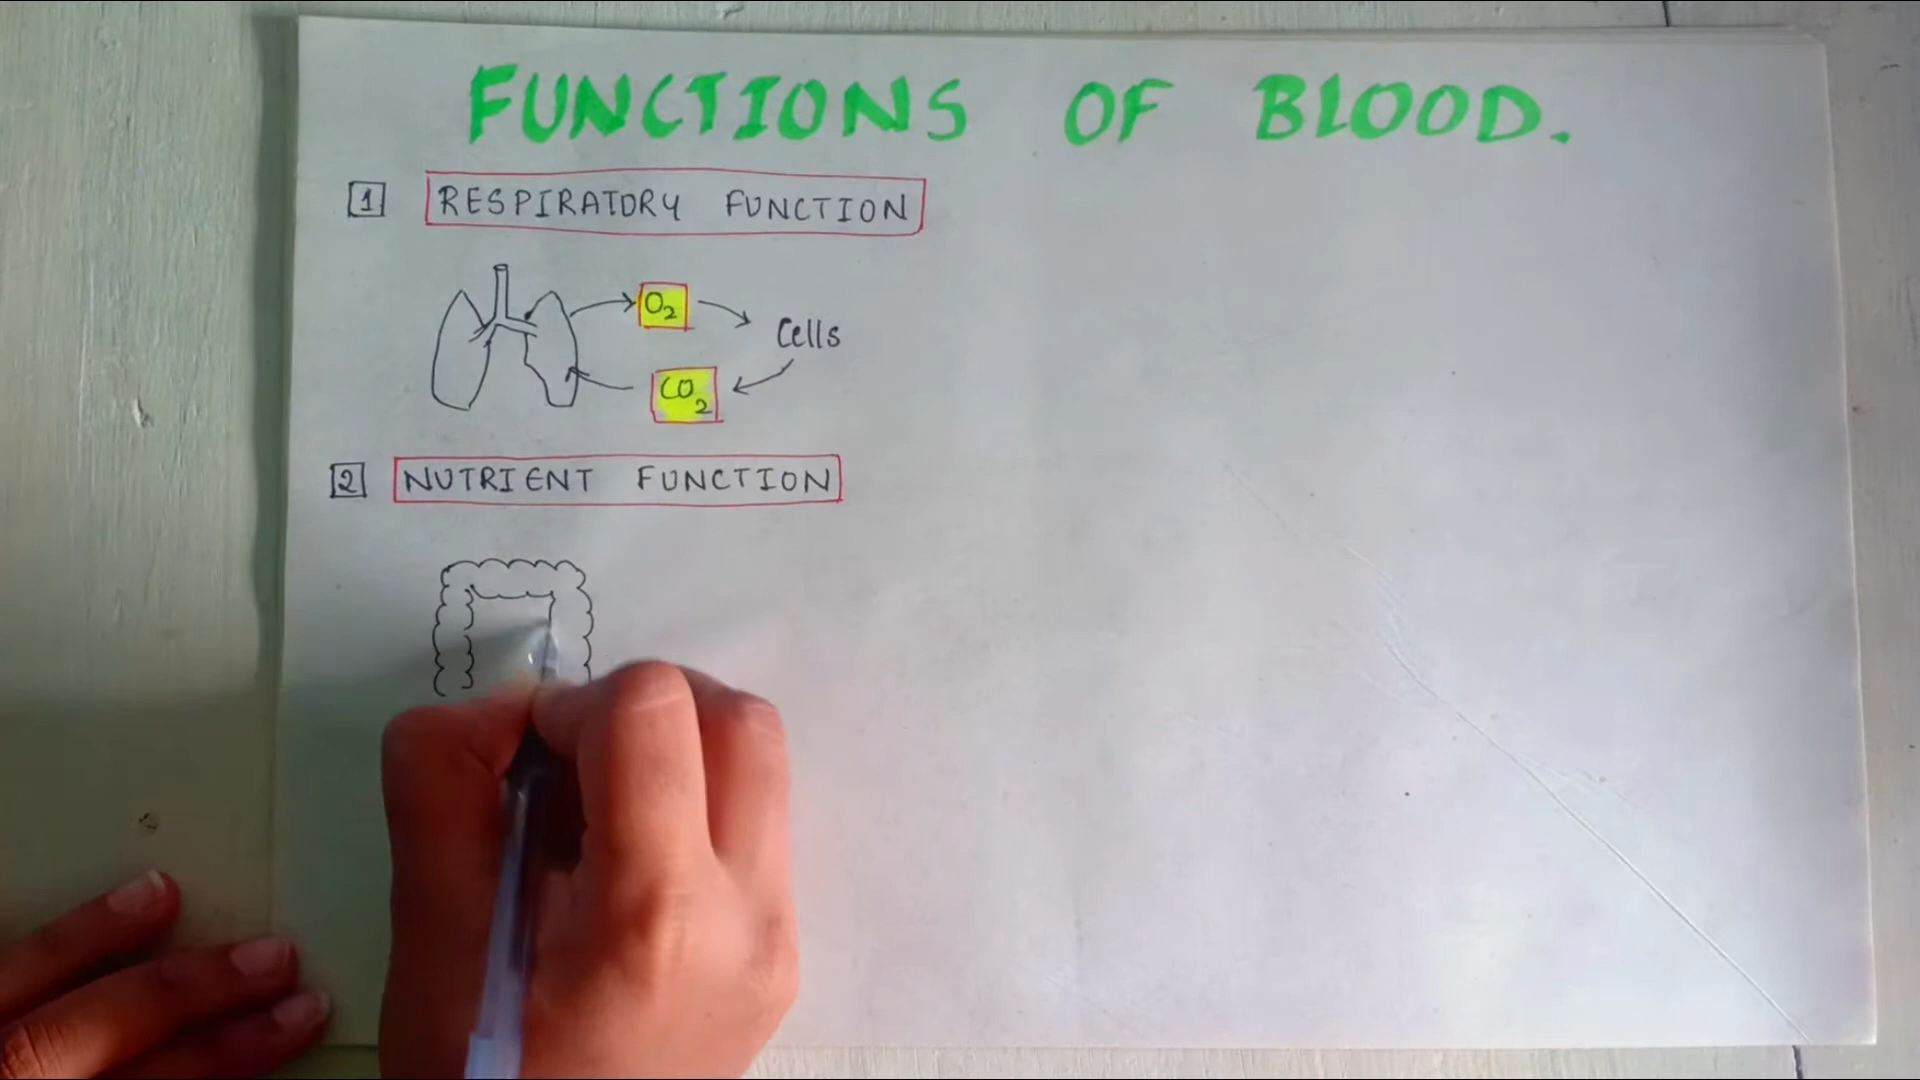 FUNCTIONS OF BLOOD.
1 RESPIRATORY FUNCTION
O2
Cells
CO2
2 NUTRIENT FUNCTION